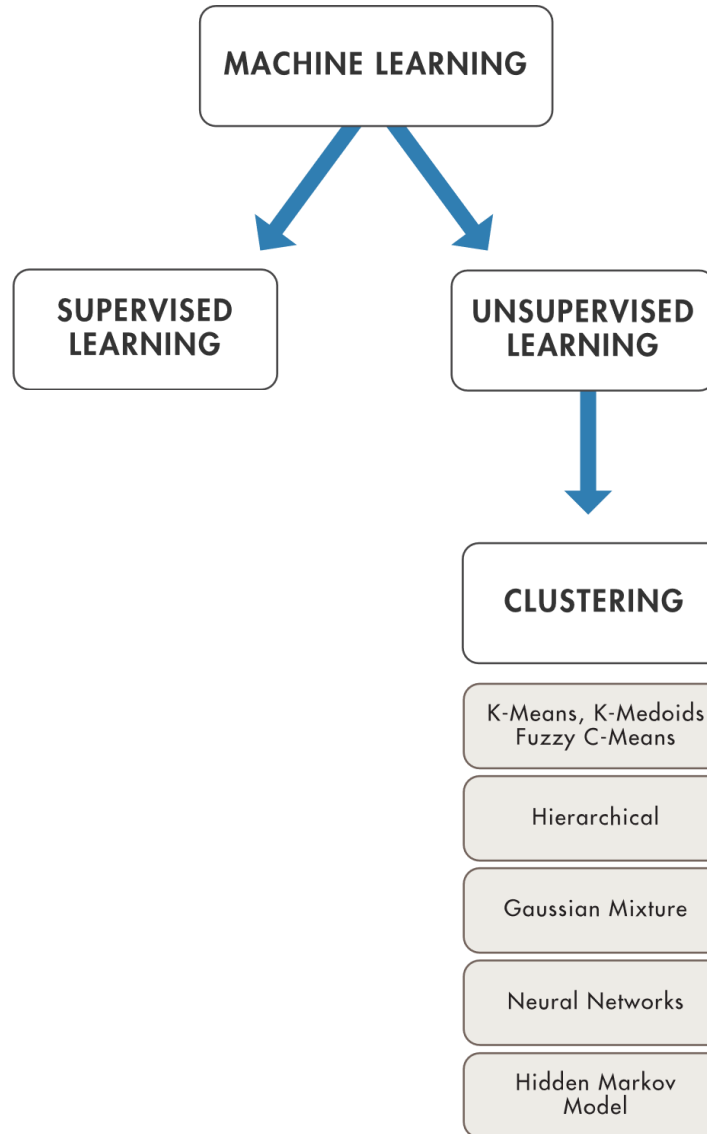 MACHINE LEARNING
SUPERVISED
LEARNING
UNSUPERVISED
LEARNING
CLUSTERING
K-Means, K-Medoids
Fuzzy C-Means
Hierarchical
Gaussian Mixture
Neural Networks
Hidden Markov
Model